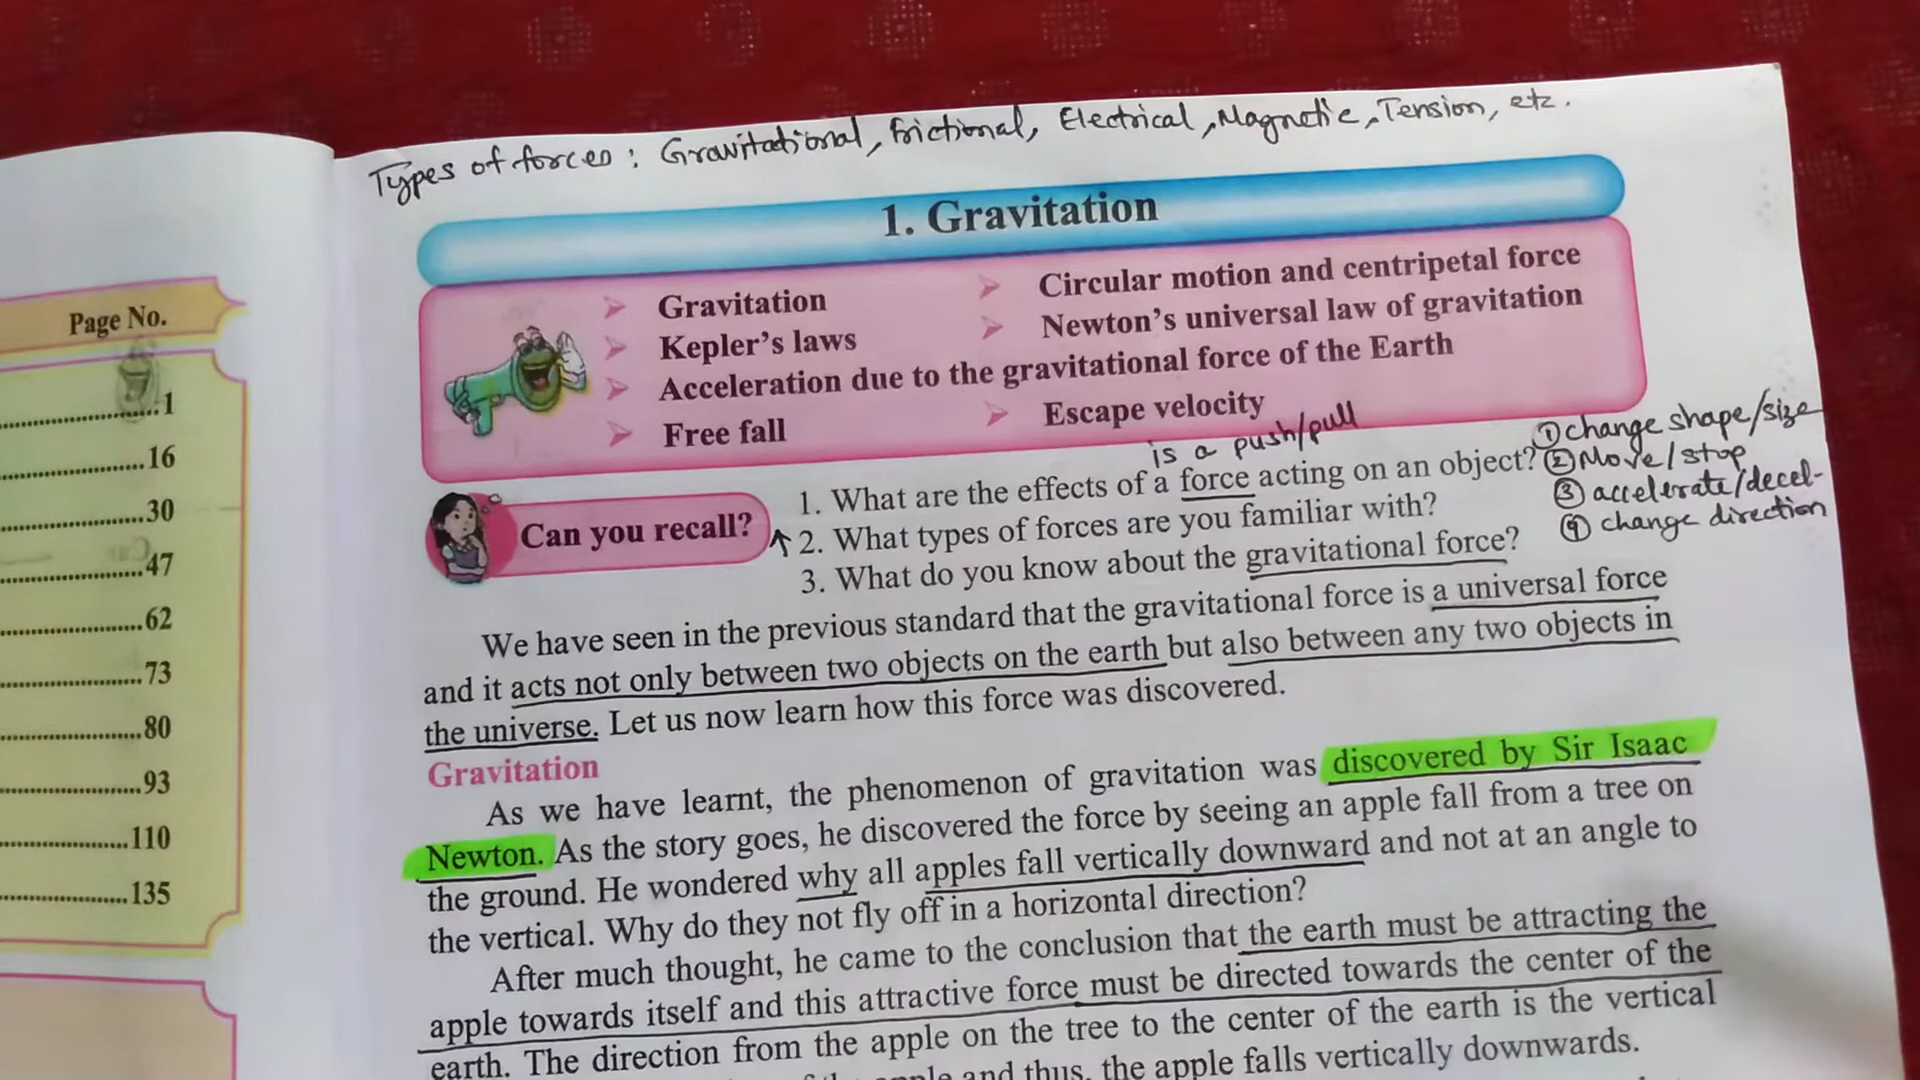 Page No.
................1
................16
................30
................47
................62
................73
................80
................93
................110
................135
Types of forces : Gravitational, frictional, Electrical, Magnetic, Tension, etc.
1. Gravitation
Gravitation
Circular motion and centripetal force
Kepler's laws
Newton's universal law of gravitation
Acceleration due to the gravitational force of the Earth
Free fall
Escape velocity
is a push/pull
Can you recall?
1. What are the effects of a force acting on an object?
① change shape/size
② Move/stop
③ accelerate/decel-
④ change direction
↑ 2. What types of forces are you familiar with?
3. What do you know about the gravitational force?
We have seen in the previous standard that the gravitational force is a universal force
and it acts not only between two objects on the earth but also between any two objects in
the universe. Let us now learn how this force was discovered.
Gravitation
As we have learnt, the phenomenon of gravitation was discovered by Sir Isaac
Newton. As the story goes, he discovered the force by seeing an apple fall from a tree on
the ground. He wondered why all apples fall vertically downward and not at an angle to
the vertical. Why do they not fly off in a horizontal direction?
After much thought, he came to the conclusion that the earth must be attracting the
apple towards itself and this attractive force must be directed towards the center of the
earth. The direction from the apple on the tree to the center of the earth is the vertical
and thus, the apple falls vertically downwards.